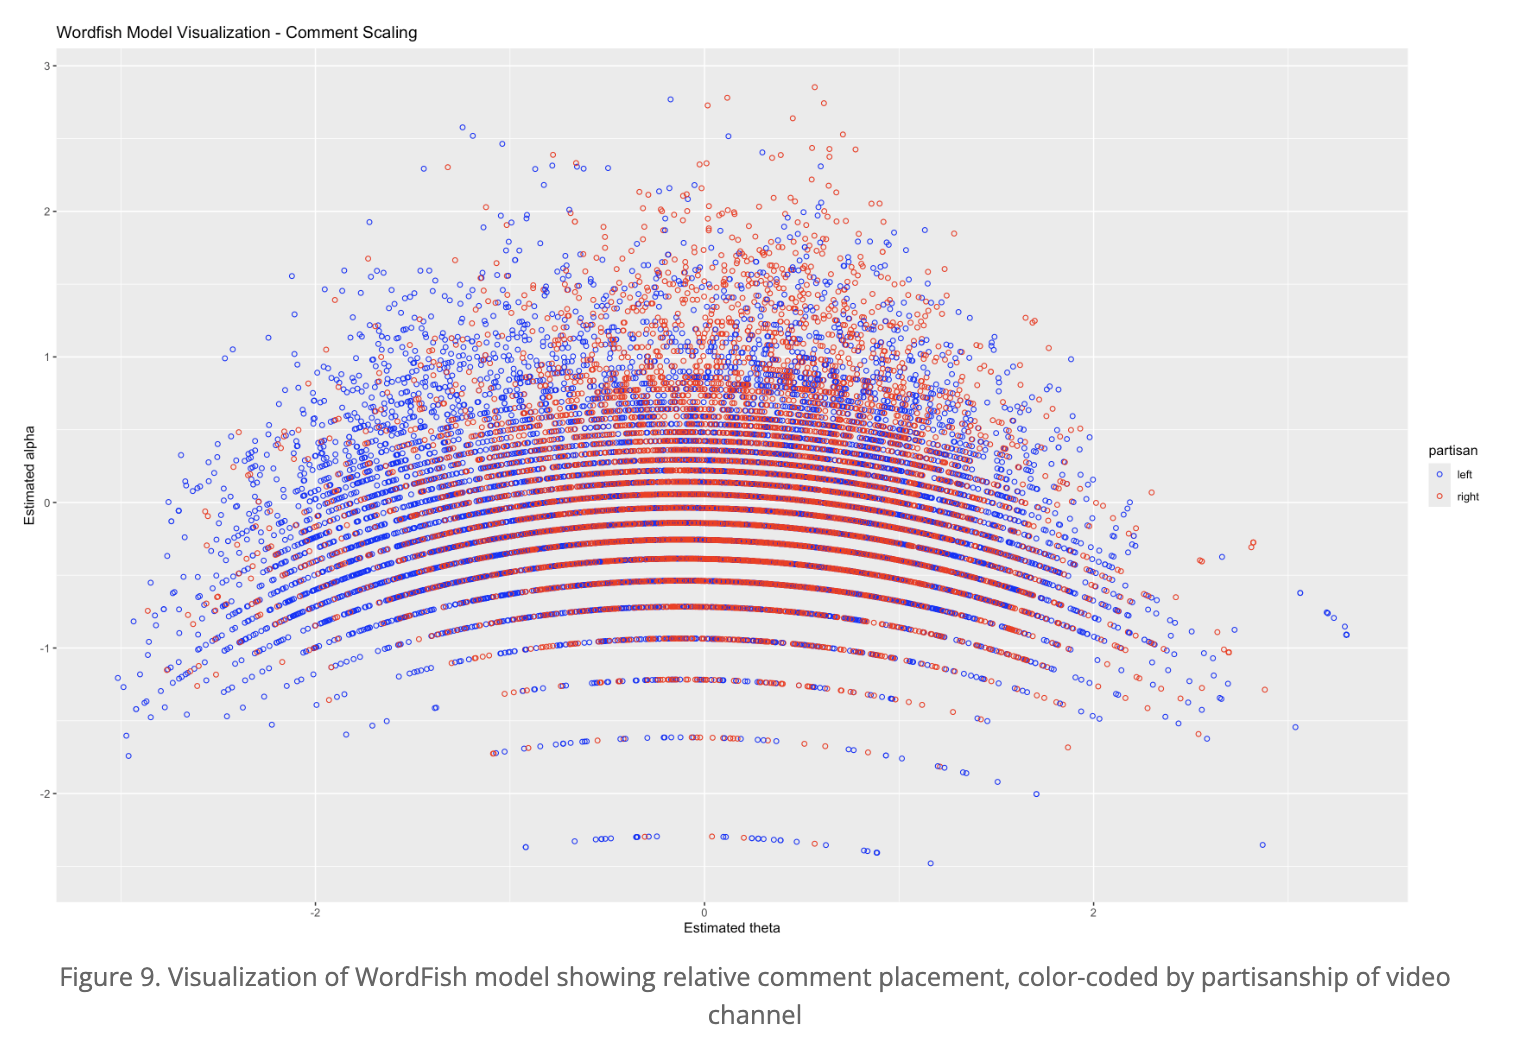 Wordfish Model Visualization - Comment Scaling
3
2
1
0
-1
-2
Estimated alpha
-2
0
2
Estimated theta
partisan
left
right
Figure 9. Visualization of WordFish model showing relative comment placement, color-coded by partisanship of video
channel